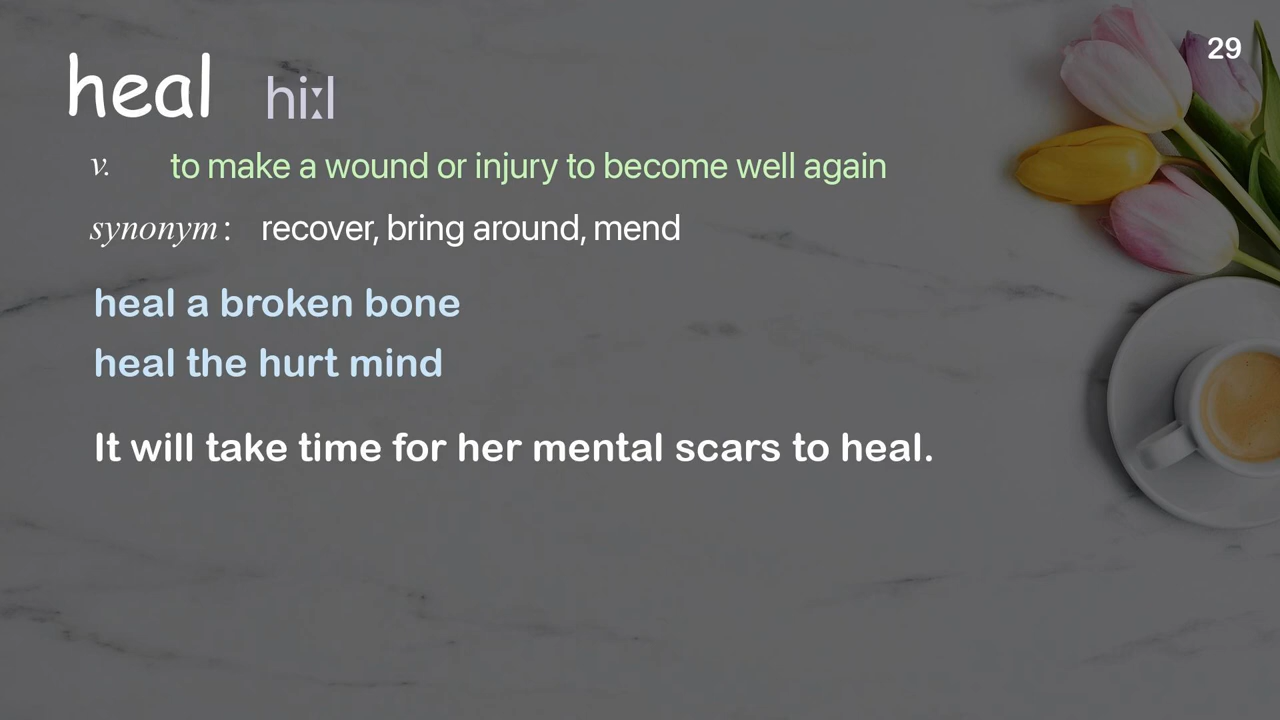 29
heal hiːl
v. to make a wound or injury to become well again
synonym : recover, bring around, mend
heal a broken bone
heal the hurt mind
It will take time for her mental scars to heal.